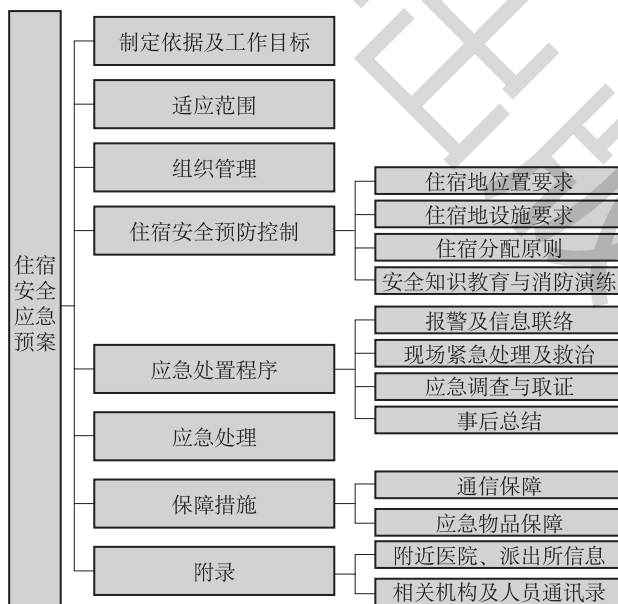 住宿
安全
应急
预案
制定依据及工作目标
适应范围
组织管理
住宿安全预防控制
住宿地位置要求
住宿地设施要求
住宿分配原则
安全知识教育与消防演练
应急处置程序
报警及信息联络
现场紧急处理及救治
应急调查与取证
事后总结
应急处理
保障措施
通信保障
应急物品保障
附录
附近医院、派出所信息
相关机构及人员通讯录